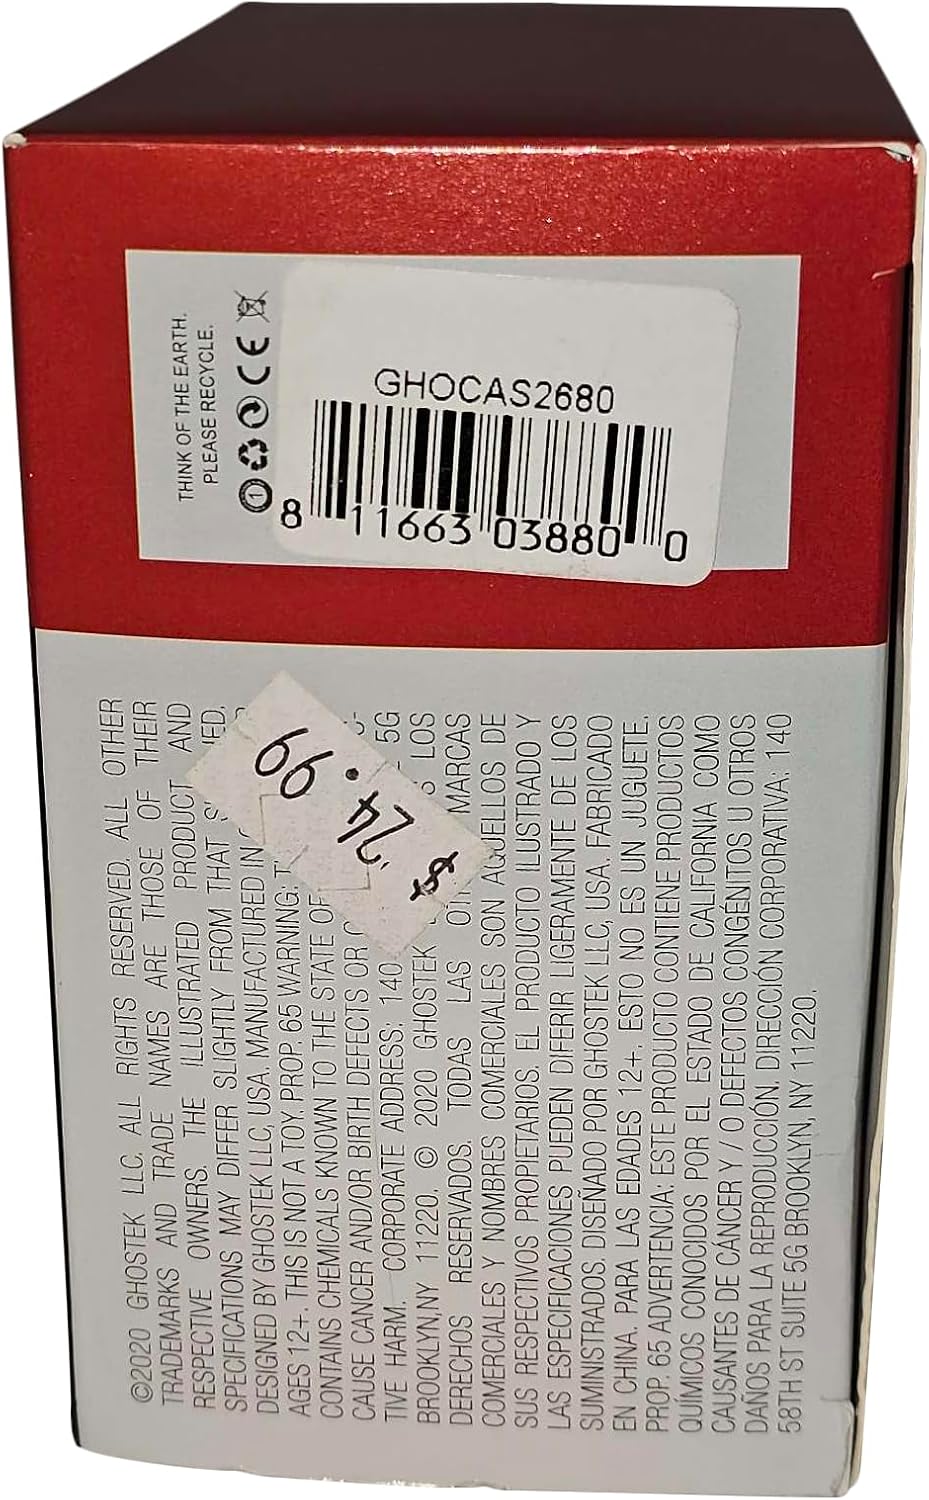 THINK OF THE EARTH.
PLEASE RECYCLE.
1
CE
GHOCAS2680
8 11663 03880 0
$24.99
©2020 GHOSTEK LLC. ALL RIGHTS RESERVED. ALL OTHER
TRADEMARKS AND TRADE NAMES ARE THOSE OF THEIR
RESPECTIVE OWNERS. THE ILLUSTRATED PRODUCT AND
SPECIFICATIONS MAY DIFFER SLIGHTLY FROM THAT
DESIGNED BY GHOSTEK LLC, USA. MANUFACTURED IN
AGES 12+. THIS IS NOT A TOY. PROP. 65 WARNING:
CONTAINS CHEMICALS KNOWN TO THE STATE OF
CAUSE CANCER AND/OR BIRTH DEFECTS OR
TIVE HARM. CORPORATE ADDRESS: 140 5G
BROOKLYN,NY 11220. © 2020 GHOSTEK LOS
DERECHOS RESERVADOS. TODAS LAS MARCAS
COMERCIALES Y NOMBRES COMERCIALES SON AQUELLOS DE
SUS RESPECTIVOS PROPIETARIOS. EL PRODUCTO ILUSTRADO Y
LAS ESPECIFICACIONES PUEDEN DIFERIR LIGERAMENTE DE LOS
SUMINISTRADOS. DISEÑADO POR GHOSTEK LLC, USA. FABRICADO
EN CHINA. PARA LAS EDADES 12+. ESTO NO ES UN JUGUETE.
PROP. 65 ADVERTENCIA: ESTE PRODUCTO CONTIENE PRODUCTOS
QUÍMICOS CONOCIDOS POR EL ESTADO DE CALIFORNIA COMO
CAUSANTES DE CÁNCER Y / O DEFECTOS CONGÉNITOS U OTROS
DAÑOS PARA LA REPRODUCCIÓN. DIRECCIÓN CORPORATIVA: 140
58TH ST SUITE 5G BROOKLYN, NY 11220.